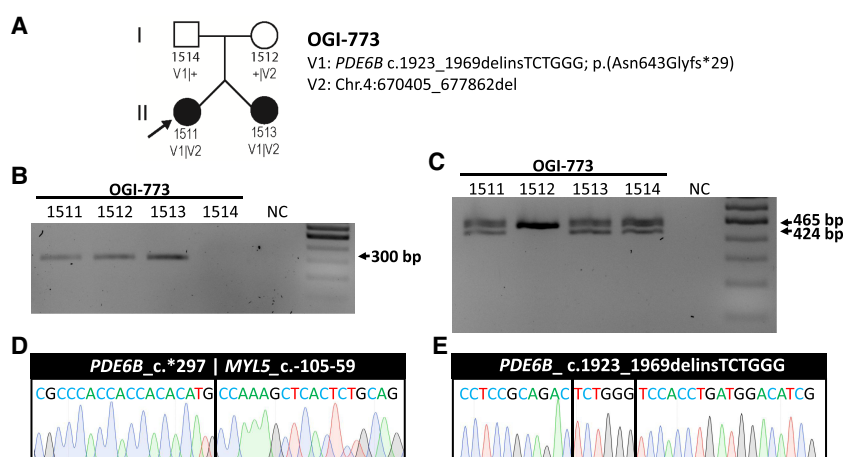 A
I
1514
V1|+
1512
+|V2
OGI-773
V1: PDE6B c.1923_1969delinsTCTGGG; p.(Asn643Glyfs*29)
V2: Chr.4:670405_677862del
II
1511
V1|V2
1513
V1|V2
B
OGI-773
1511 1512 1513 1514 NC
300 bp
C
OGI-773
1511 1512 1513 1514 NC
465 bp
424 bp
D
PDE6B_c.*297 | MYL5_c.-105-59
CGCCCACCACCACACATG CCAAAGCTCACTCTGCAG
E
PDE6B_ c.1923_1969delinsTCTGGG
CCTCCGCAGAC TCTGGG TCCACCTGATGGACATCG